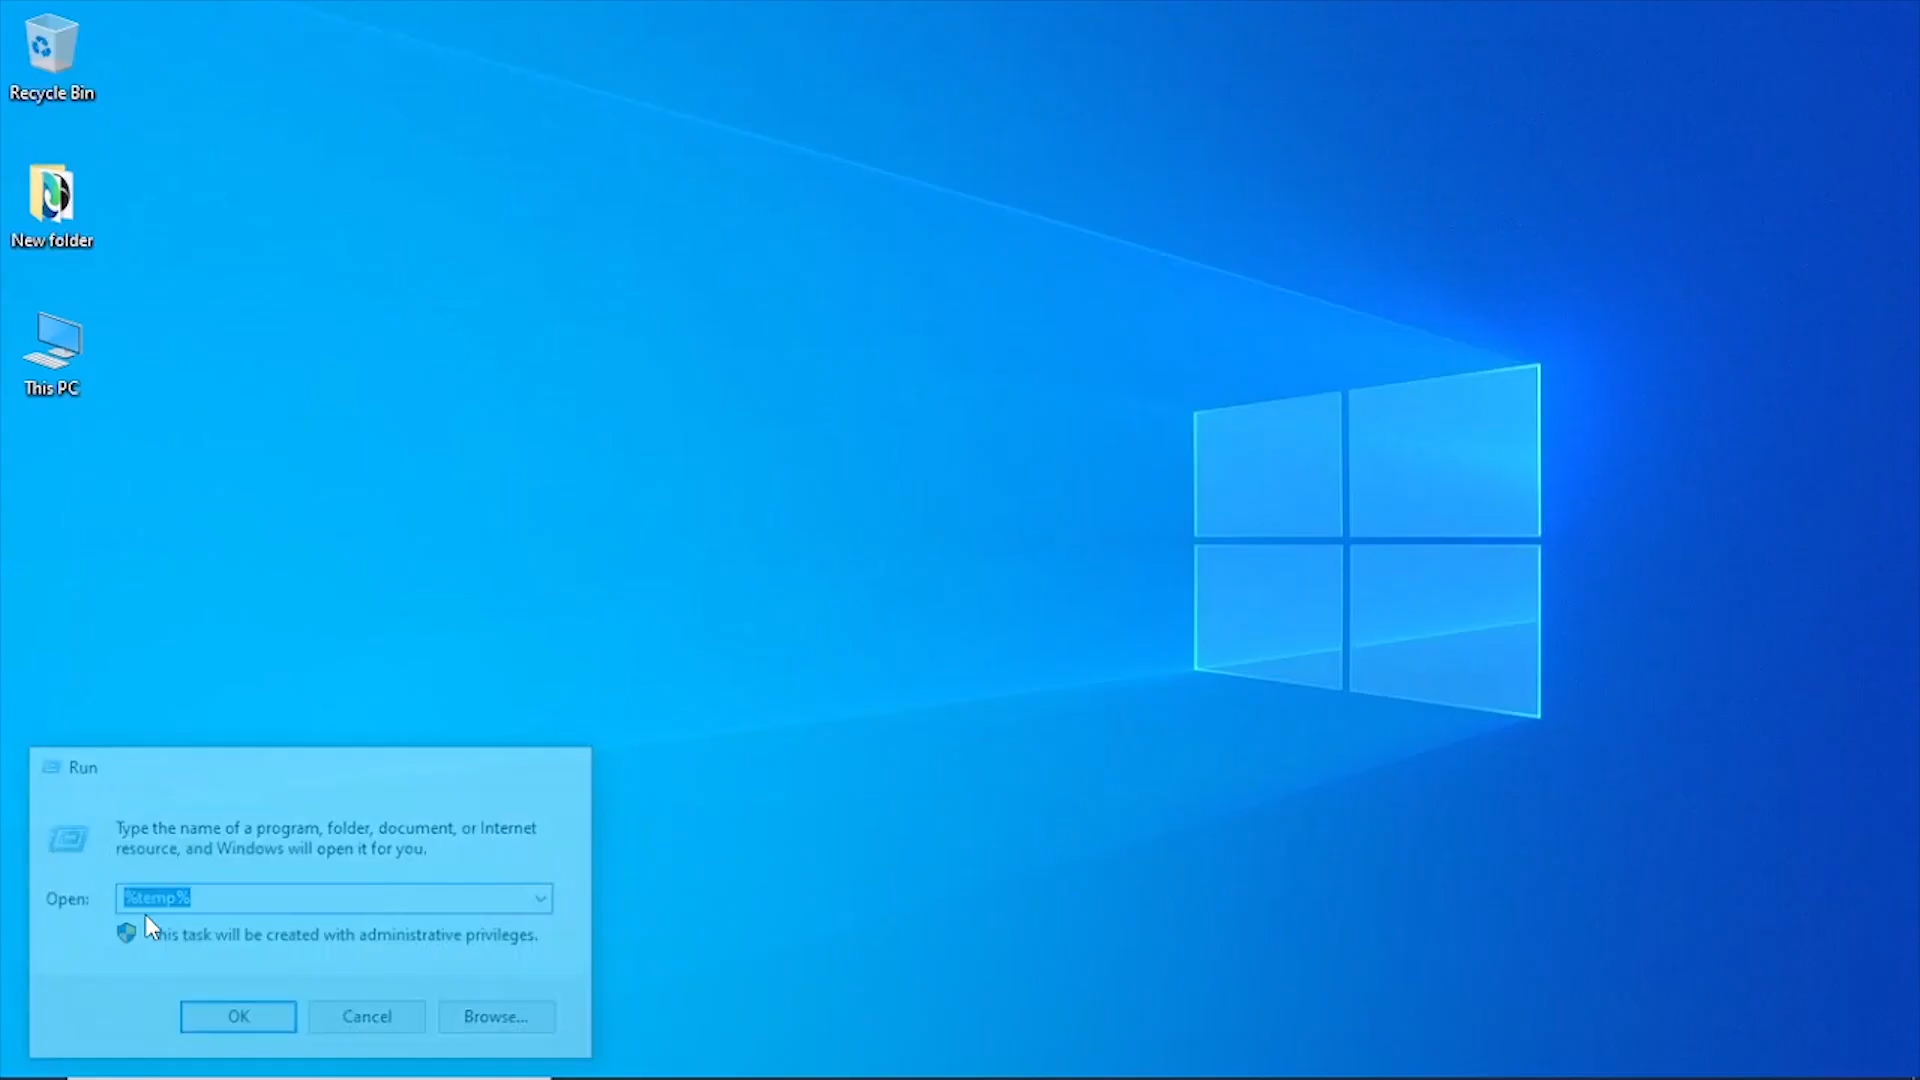 Recycle Bin
New folder
This PC
Run
Type the name of a program, folder, document, or Internet
resource, and Windows will open it for you.
Open:
%temp%
This task will be created with administrative privileges.
OK
Cancel
Browse...